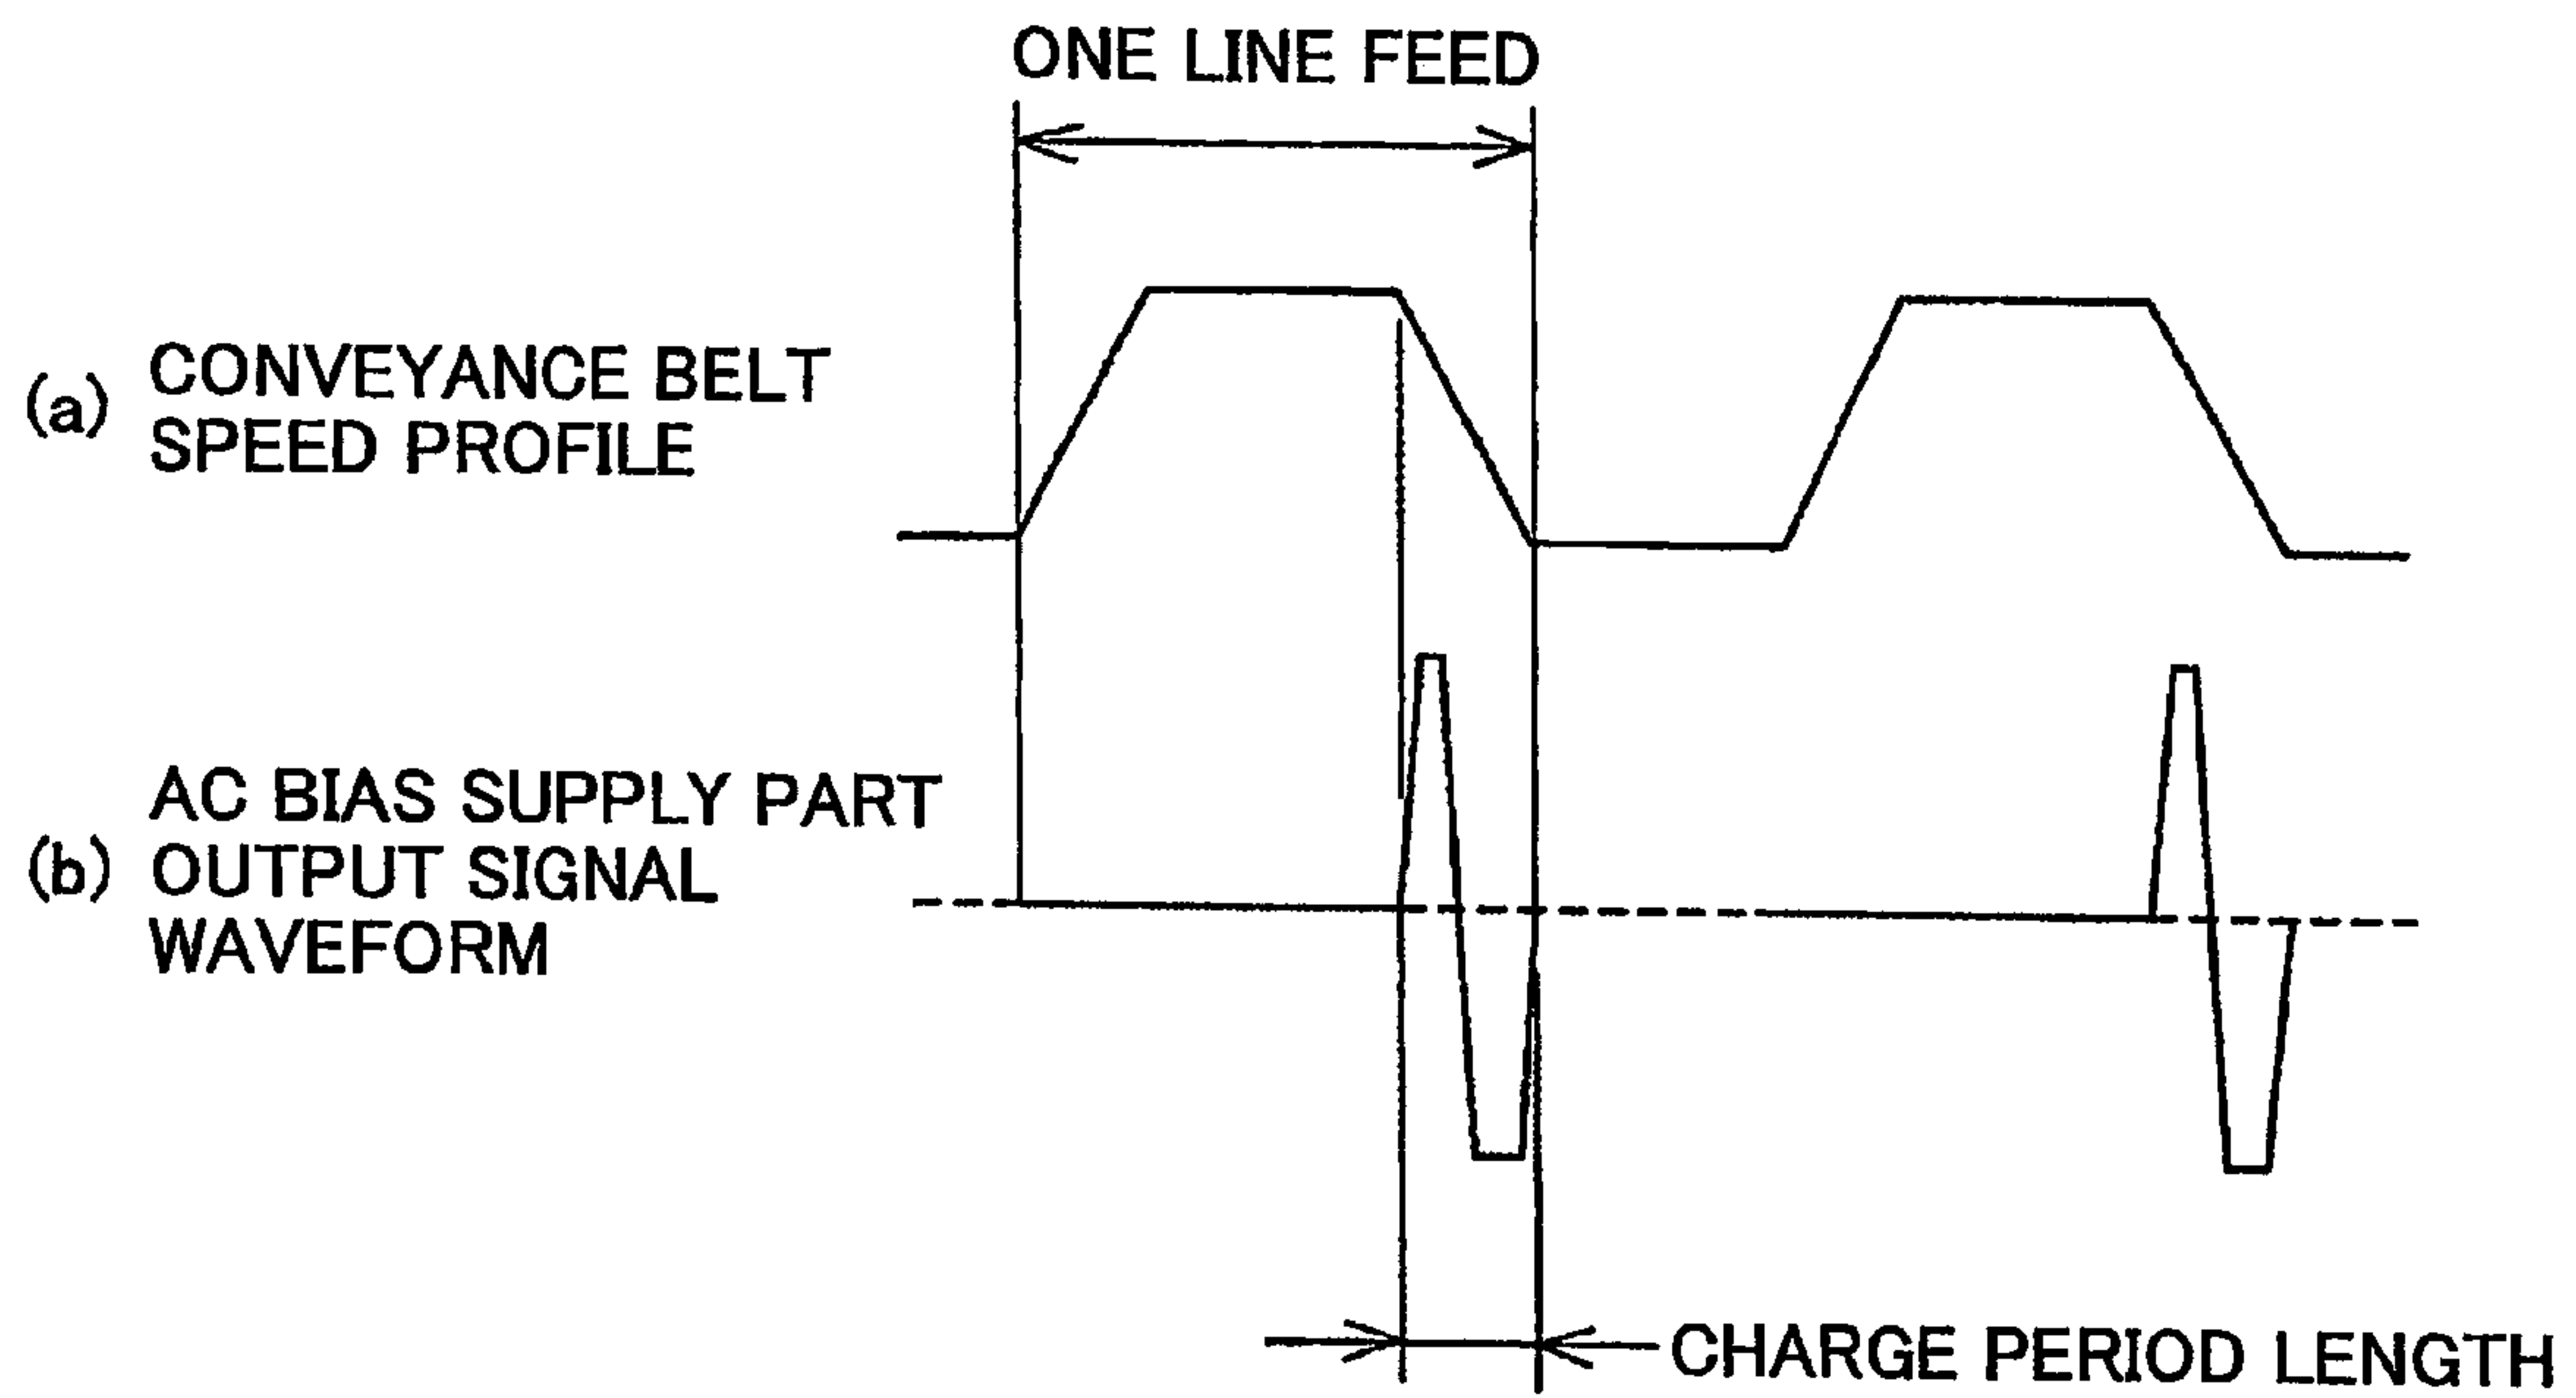 ONE LINE FEED
(a) CONVEYANCE BELT
SPEED PROFILE
AC BIAS SUPPLY PART
(b) OUTPUT SIGNAL
WAVEFORM
CHARGE PERIOD LENGTH